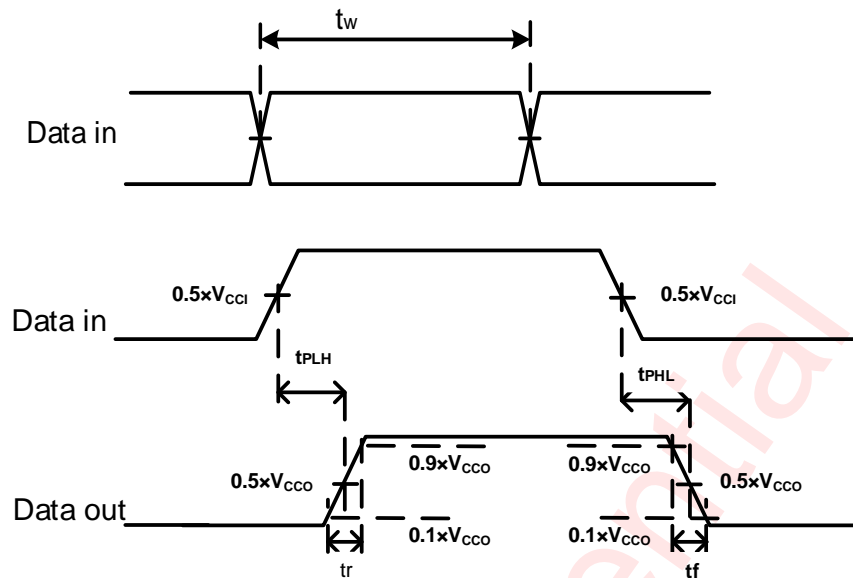 tw
Data in
0.5×VCCI
0.5×VCCI
Data in
tPLH
tPHL
0.9×VCCO
0.9×VCCO
0.5×VCCO
0.5×VCCO
Data out
0.1×VCCO
0.1×VCCO
tr
tf
ential